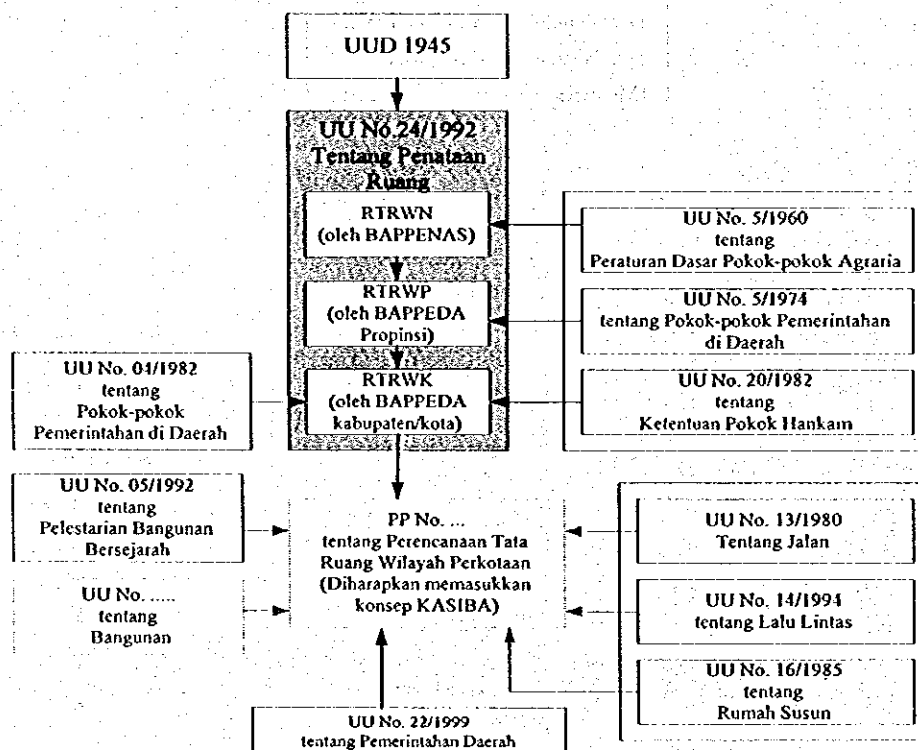 UUD 1945
UU No.24/1992
Tentang Penataan
Ruang
RTRWN
(oleh BAPPENAS)
RTRWP
(oleh BAPPEDA
Propinsi)
RTRWK
(oleh BAPPEDA
kabupaten/kota)
UU No. 5/1960
tentang
Peraturan Dasar Pokok-pokok Agraria
UU No. 5/1974
tentang Pokok-pokok Pemerintahan
di Daerah
UU No. 20/1982
tentang
Ketentuan Pokok Hankam
UU No. 04/1982
tentang
Pokok-pokok
Pemerintahan di Daerah
UU No. 05/1992
tentang
Pelestarian Bangunan
Bersejarah
UU No. .....
tentang
Bangunan
PP No. ...
tentang Perencanaan Tata
Ruang Wilayah Perkotaan
(Diharapkan memasukkan
konsep KASIBA)
UU No. 13/1980
Tentang Jalan
UU No. 14/1994
tentang Lalu Lintas
UU No. 16/1985
tentang
Rumah Susun
UU No. 22/1999
tentang Pemerintahan Daerah